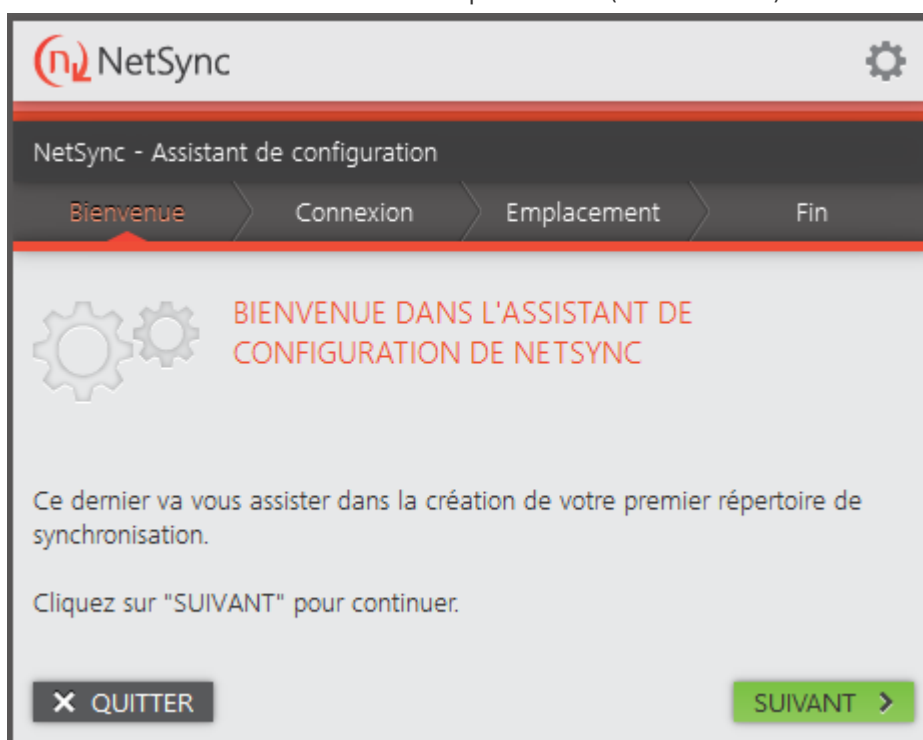 NetSync
NetSync - Assistant de configuration
Bienvenue
Connexion
Emplacement
Fin
BIENVENUE DANS L'ASSISTANT DE
CONFIGURATION DE NETSYNC
Ce dernier va vous assister dans la création de votre premier répertoire de
synchronisation.
Cliquez sur "SUIVANT" pour continuer.
QUITTER
SUIVANT